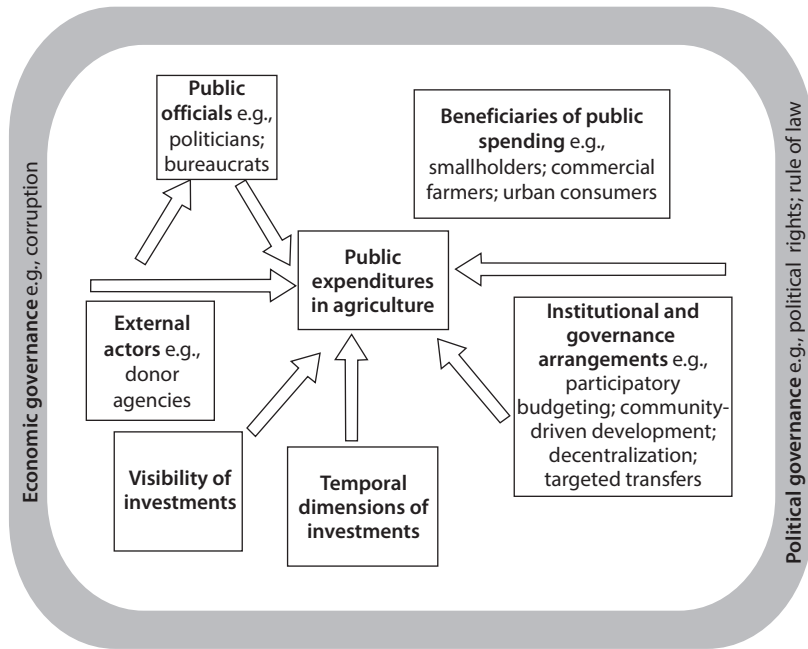 Public
officials e.g.,
politicians;
bureaucrats
Beneficiaries of public
spending e.g.,
smallholders; commercial
farmers; urban consumers
Public
expenditures
in agriculture
External
actors e.g.,
donor
agencies
Institutional and
governance
arrangements e.g.,
participatory
budgeting; community-
driven development;
decentralization;
targeted transfers
Visibility of
investments
Temporal
dimensions of
investments
Economic governance e.g., corruption
Political governance e.g., political rights; rule of law